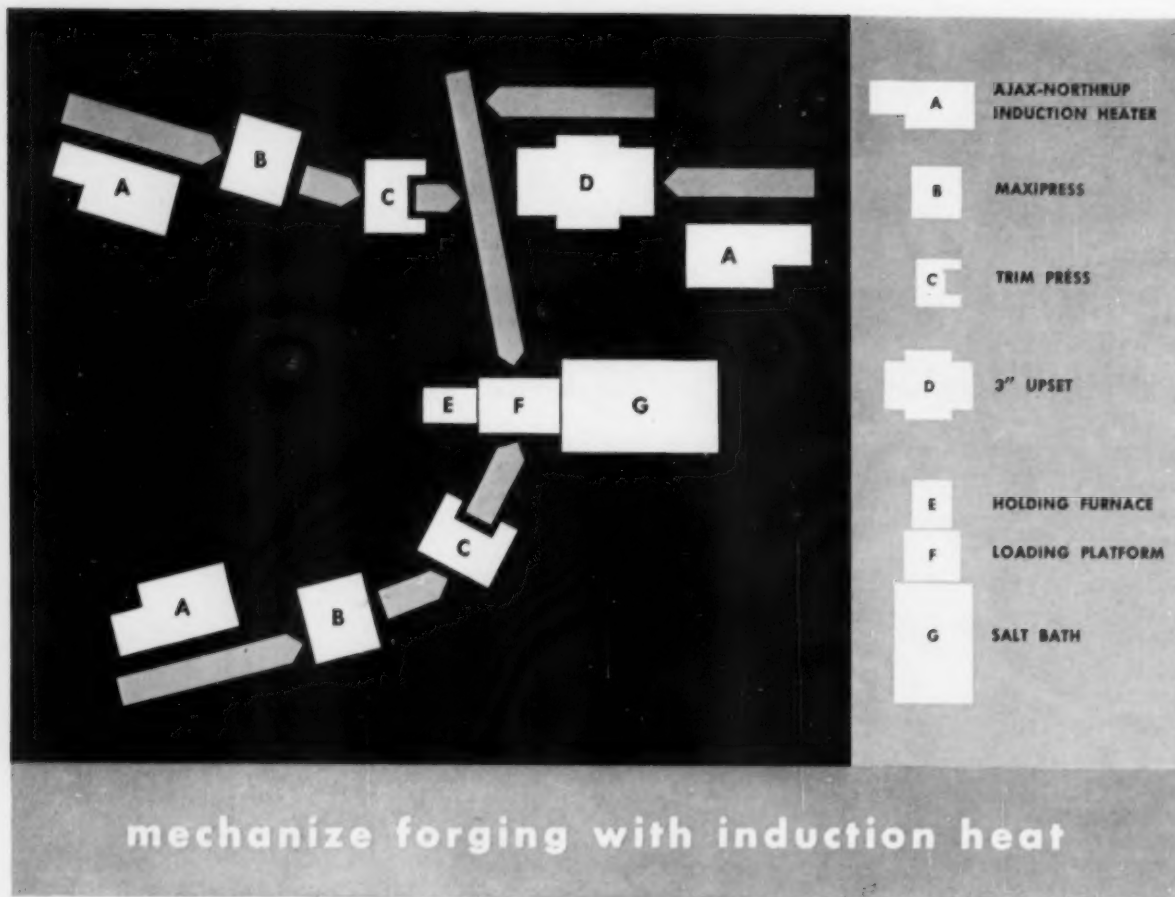 A
B
C
D
A
E
F
G
C
A
B
A
AJAX-NORTHRUP
INDUCTION HEATER
B
MAXIPRESS
C
TRIM PRESS
D
3" UPSET
E
HOLDING FURNACE
F
LOADING PLATFORM
G
SALT BATH
mechanize forging with induction heat